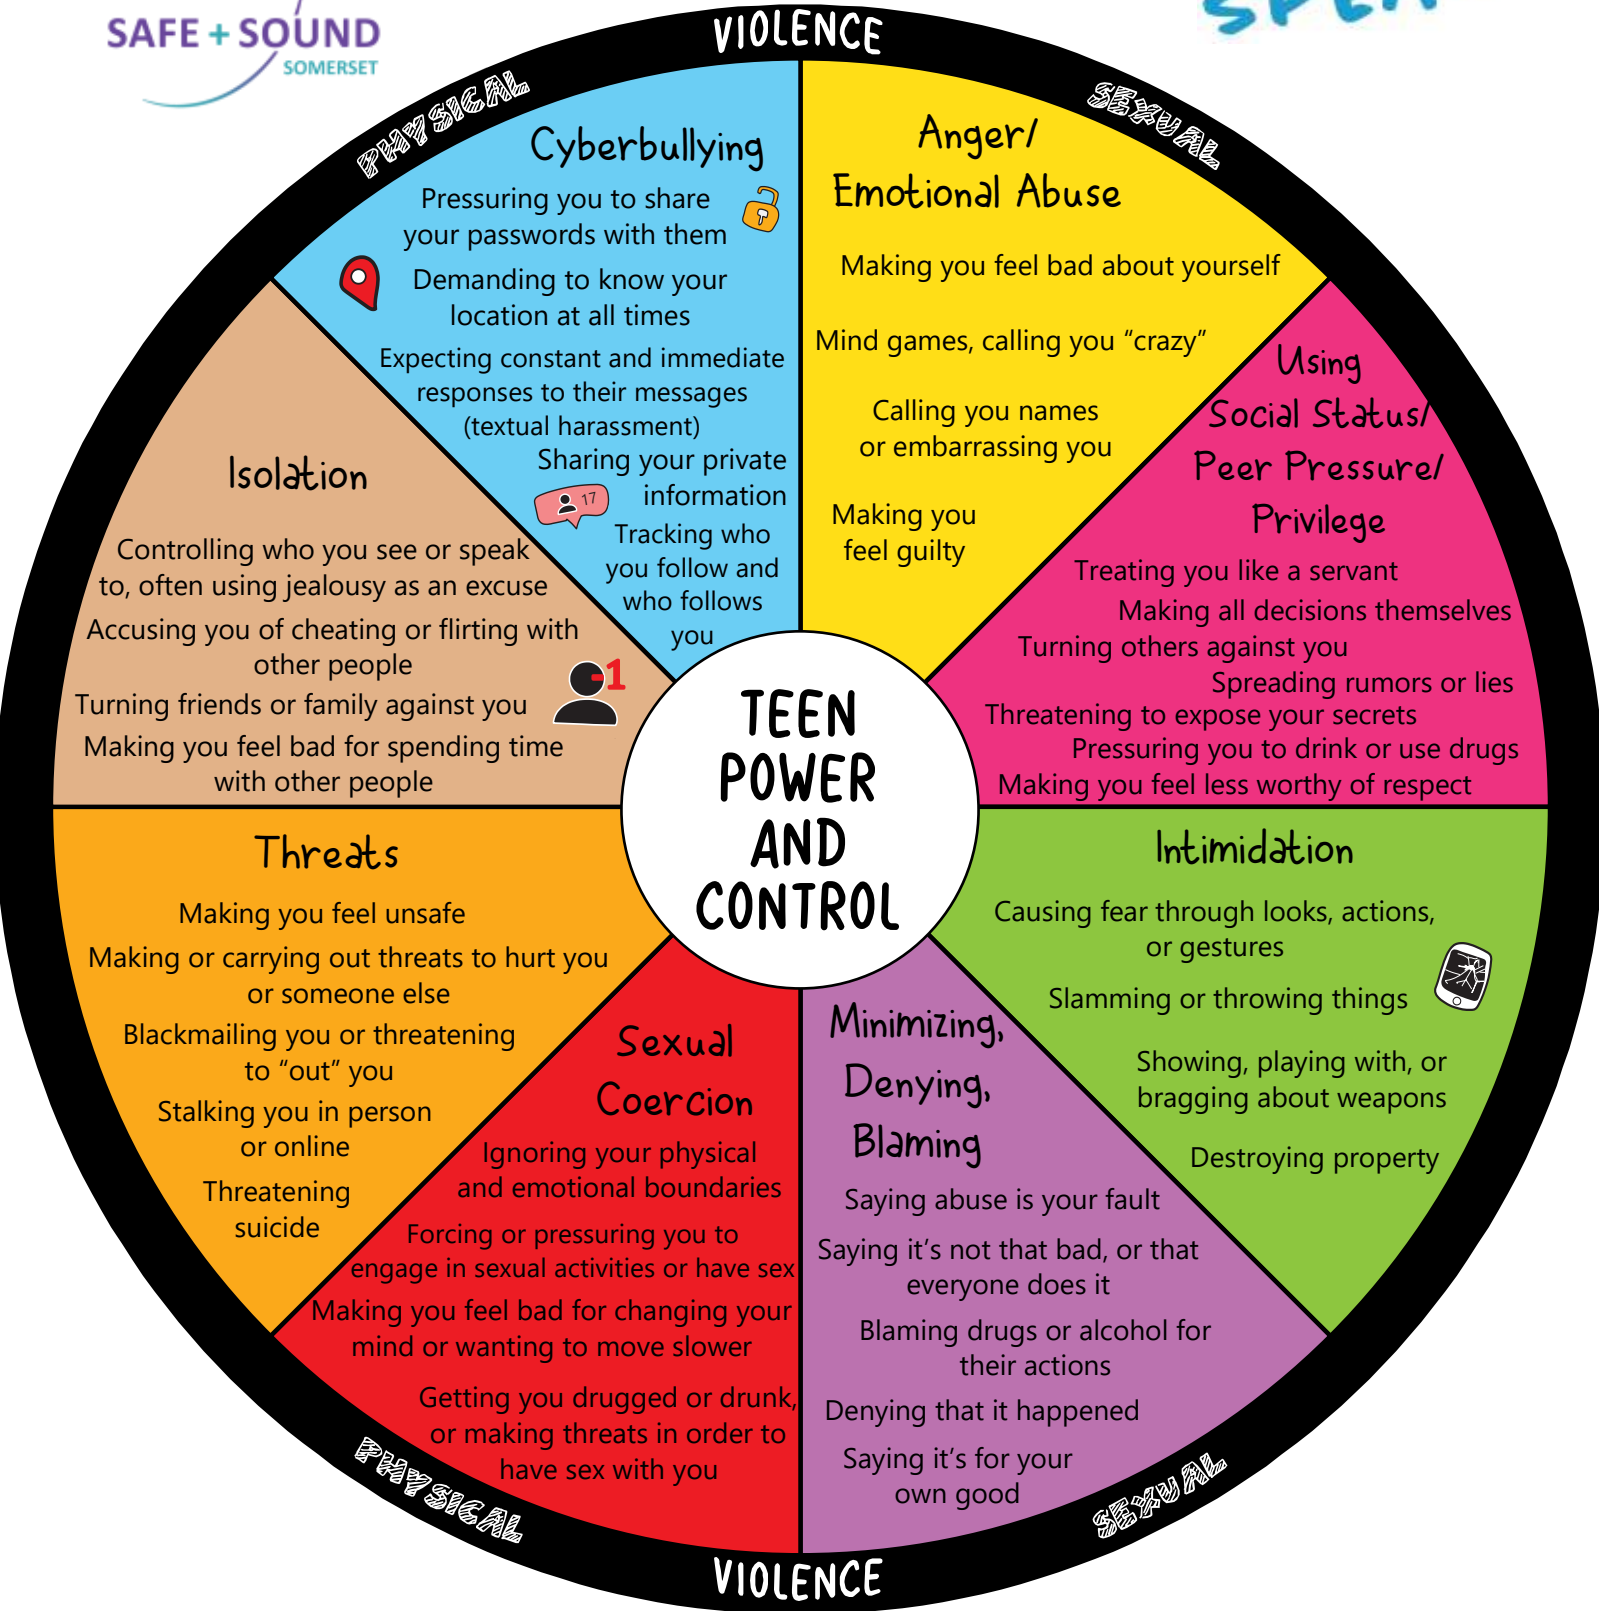 SAFE + SOUND
SOMERSET
VIOLENCE
PHYSICAL
SEXUAL
Cyberbullying
Pressuring you to share
your passwords with them
Demanding to know your
location at all times
Expecting constant and immediate
responses to their messages
(textual harassment)
Sharing your private
information
17
Tracking who
you follow and
who follows
you
Anger/
Emotional Abuse
Making you feel bad about yourself
Mind games, calling you “crazy”
Calling you names
or embarrassing you
Making you
feel guilty
Using
Social Status/
Peer Pressure/
Privilege
Treating you like a servant
Making all decisions themselves
Turning others against you
Spreading rumors or lies
Threatening to expose your secrets
Pressuring you to drink or use drugs
Making you feel less worthy of respect
Isolation
Controlling who you see or speak
to, often using jealousy as an excuse
Accusing you of cheating or flirting with
other people
-1
Turning friends or family against you
Making you feel bad for spending time
with other people
TEEN
POWER
AND
CONTROL
Threats
Making you feel unsafe
Making or carrying out threats to hurt you
or someone else
Blackmailing you or threatening
to “out” you
Stalking you in person
or online
Threatening
suicide
Sexual
Coercion
Ignoring your physical
and emotional boundaries
Forcing or pressuring you to
engage in sexual activities or have sex
Making you feel bad for changing your
mind or wanting to move slower
Getting you drugged or drunk,
or making threats in order to
have sex with you
Minimizing,
Denying,
Blaming
Saying abuse is your fault
Saying it’s not that bad, or that
everyone does it
Blaming drugs or alcohol for
their actions
Denying that it happened
Saying it’s for your
own good
Intimidation
Causing fear through looks, actions,
or gestures
Slamming or throwing things
Showing, playing with, or
bragging about weapons
Destroying property
PHYSICAL
SEXUAL
VIOLENCE